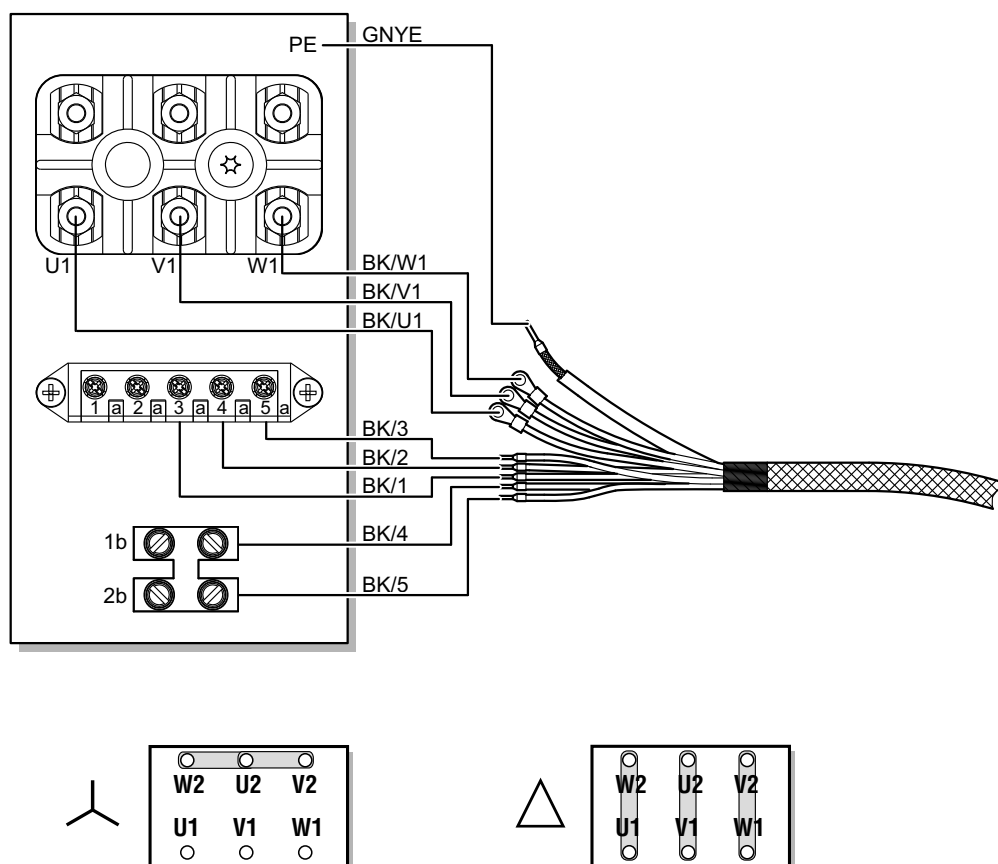 PE GNYE
U1 V1 W1
BK/W1
BK/V1
BK/U1
1 a 2 a 3 a 4 a 5 a
BK/3
BK/2
BK/1
1b BK/4
2b BK/5
W2 U2 V2 W2 U2 V2
U1 V1 W1 U1 V1 W1